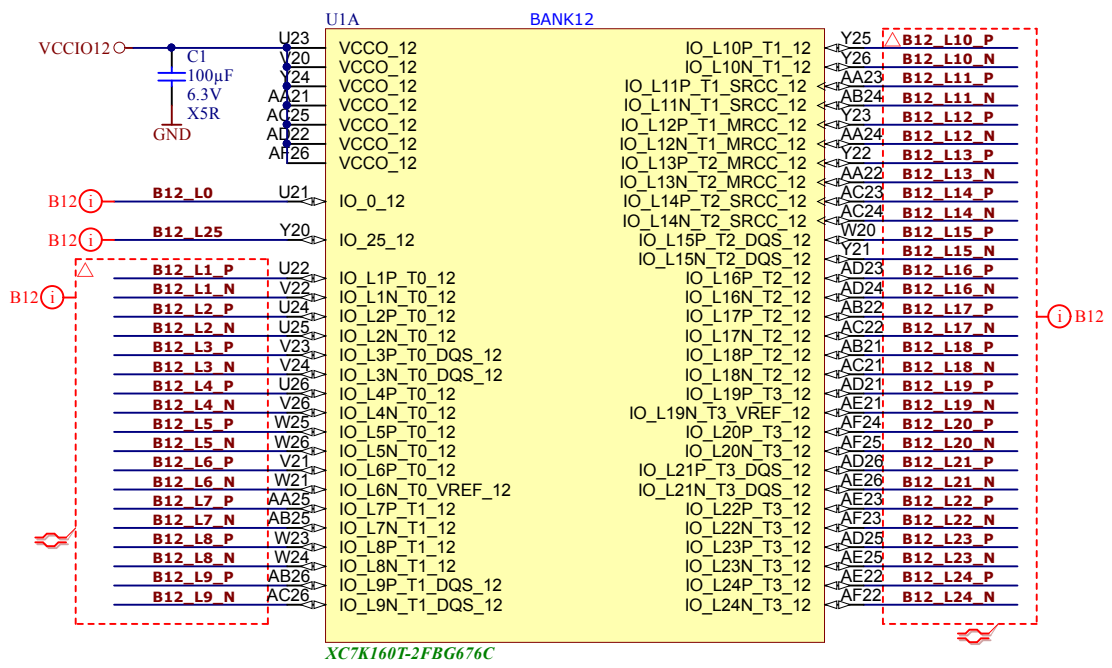 U1A BANK12
VCCIO12
C1
100µF
6.3V
X5R
GND
U23 VCCO_12
V20 VCCO_12
Y24 VCCO_12
AA21 VCCO_12
AC25 VCCO_12
AD22 VCCO_12
AF26 VCCO_12
B12 i B12_L0 U21 IO_0_12
B12 i B12_L25 Y20 IO_25_12
B12 i
B12_L1_P U22 IO_L1P_T0_12
B12_L1_N V22 IO_L1N_T0_12
B12_L2_P U24 IO_L2P_T0_12
B12_L2_N U25 IO_L2N_T0_12
B12_L3_P V23 IO_L3P_T0_DQS_12
B12_L3_N V24 IO_L3N_T0_DQS_12
B12_L4_P U26 IO_L4P_T0_12
B12_L4_N V26 IO_L4N_T0_12
B12_L5_P W25 IO_L5P_T0_12
B12_L5_N W26 IO_L5N_T0_12
B12_L6_P V21 IO_L6P_T0_12
B12_L6_N W21 IO_L6N_T0_VREF_12
B12_L7_P AA25 IO_L7P_T1_12
B12_L7_N AB25 IO_L7N_T1_12
B12_L8_P W23 IO_L8P_T1_12
B12_L8_N W24 IO_L8N_T1_12
B12_L9_P AB26 IO_L9P_T1_DQS_12
B12_L9_N AC26 IO_L9N_T1_DQS_12
IO_L10P_T1_12 Y25 B12_L10_P
IO_L10N_T1_12 Y26 B12_L10_N
IO_L11P_T1_SRCC_12 AA23 B12_L11_P
IO_L11N_T1_SRCC_12 AB24 B12_L11_N
IO_L12P_T1_MRCC_12 Y23 B12_L12_P
IO_L12N_T1_MRCC_12 AA24 B12_L12_N
IO_L13P_T2_MRCC_12 Y22 B12_L13_P
IO_L13N_T2_MRCC_12 AA22 B12_L13_N
IO_L14P_T2_SRCC_12 AC23 B12_L14_P
IO_L14N_T2_SRCC_12 AC24 B12_L14_N
IO_L15P_T2_DQS_12 W20 B12_L15_P
IO_L15N_T2_DQS_12 Y21 B12_L15_N
IO_L16P_T2_12 AD23 B12_L16_P
IO_L16N_T2_12 AD24 B12_L16_N
IO_L17P_T2_12 AB22 B12_L17_P
IO_L17N_T2_12 AC22 B12_L17_N
IO_L18P_T2_12 AB21 B12_L18_P
IO_L18N_T2_12 AC21 B12_L18_N
IO_L19P_T3_12 AD21 B12_L19_P
IO_L19N_T3_VREF_12 AE21 B12_L19_N
IO_L20P_T3_12 AF24 B12_L20_P
IO_L20N_T3_12 AF25 B12_L20_N
IO_L21P_T3_DQS_12 AD26 B12_L21_P
IO_L21N_T3_DQS_12 AE26 B12_L21_N
IO_L22P_T3_12 AE23 B12_L22_P
IO_L22N_T3_12 AF23 B12_L22_N
IO_L23P_T3_12 AD25 B12_L23_P
IO_L23N_T3_12 AE25 B12_L23_N
IO_L24P_T3_12 AE22 B12_L24_P
IO_L24N_T3_12 AF22 B12_L24_N
i B12
XC7K160T-2FBG676C